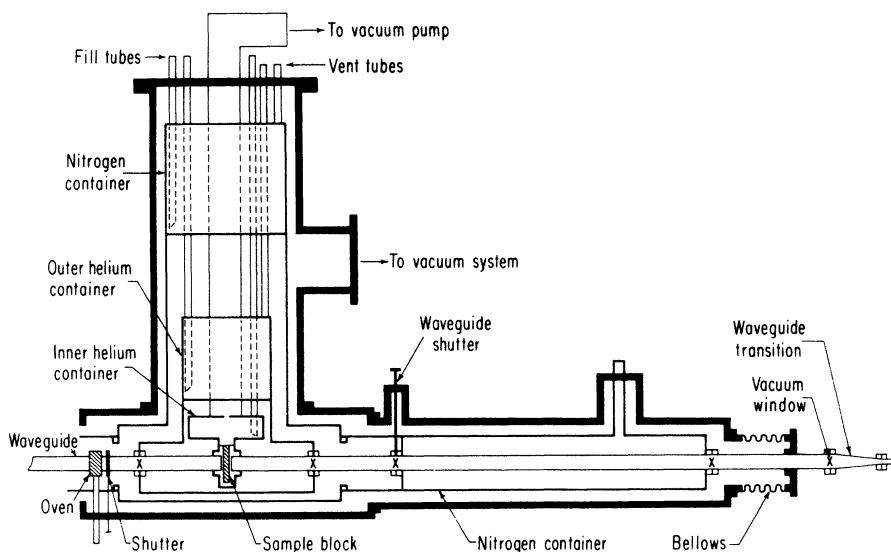 To vacuum pump
Fill tubes
Vent tubes
Nitrogen
container
Outer helium
container
To vacuum system
Inner helium
container
Waveguide
shutter
Waveguide
transition
Vacuum
window
Waveguide
Oven
Shutter
Sample block
Nitrogen container
Bellows